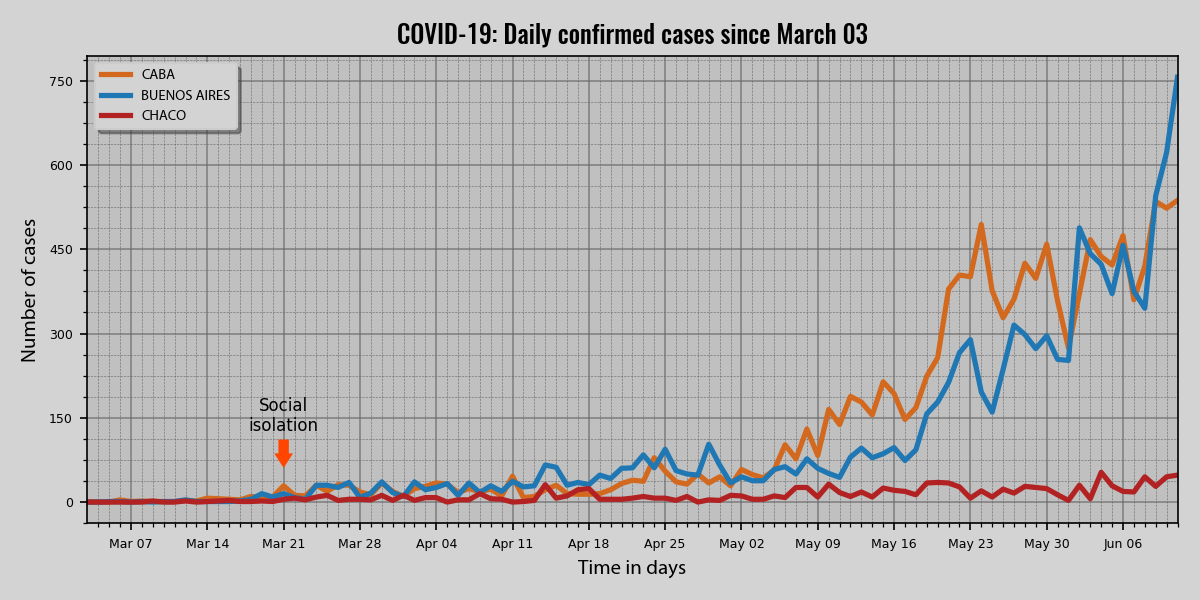 COVID-19: Daily confirmed cases since March 03
CABA
BUENOS AIRES
CHACO
750
600
450
300
150
0
Number of cases
Social
isolation
Mar 07
Mar 14
Mar 21
Mar 28
Apr 04
Apr 11
Apr 18
Apr 25
May 02
May 09
May 16
May 23
May 30
Jun 06
Time in days